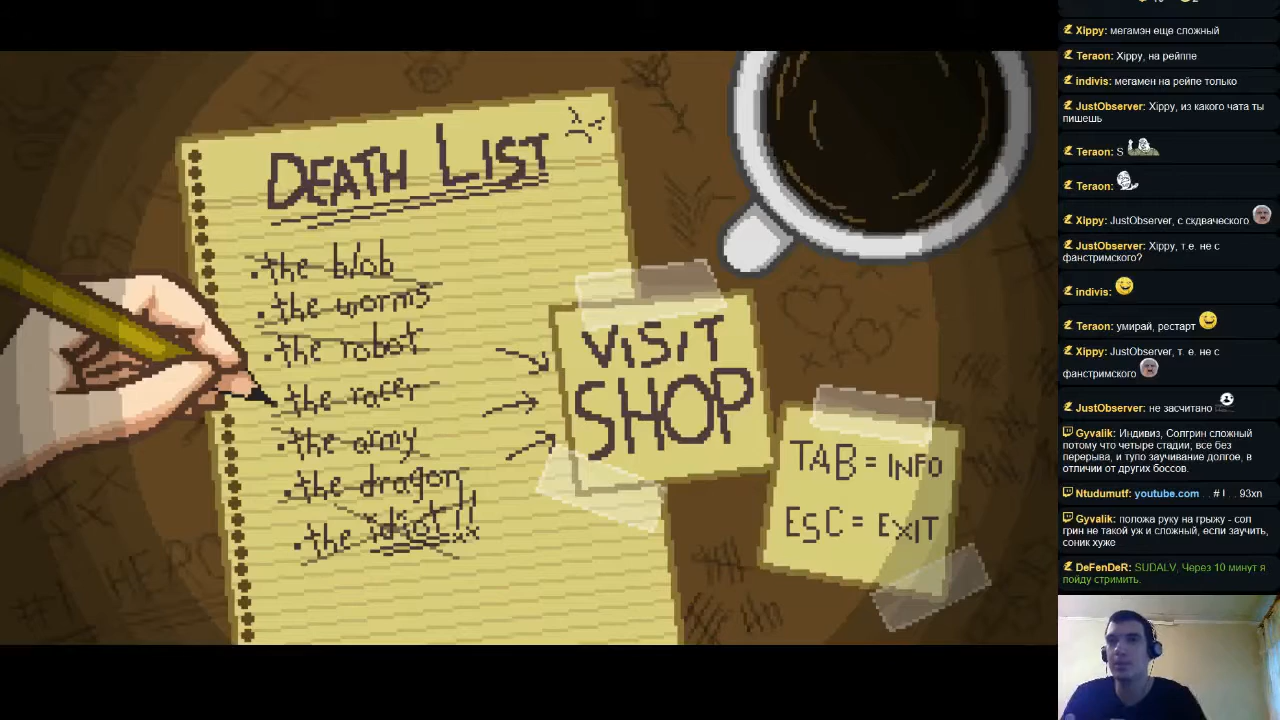 DEATH LIST
• the blob
• the worms
• the robot
• the racer
• the army
• the dragon
• the idiot!!
VISIT
SHOP
TAB = INFO
ESC = EXIT
Xippy: мегамэн еще сложный
Teraon: Xippy, на рейппе
indivis: мегамен на рейпе только
JustObserver: Xippy, из какого чата ты
пишешь
Teraon: S
Teraon:
Xippy: JustObserver, с скдваческого
JustObserver: Xippy, т.е. не с
фанстримского?
indivis:
Teraon: умирай, рестарт
Xippy: JustObserver, т. е. не с
фанстримского
JustObserver: не засчитано
Gyvalik: Индивиз, Солгрин сложный
потому что четыре стадии, все без
перерыва, и тупо заучивание долгое, в
отличии от других боссов.
Ntudumutf: youtube.com . . # I . . 93xn
Gyvalik: положа руку на грыжу - сол
грин не такой уж и сложный, если заучить,
соник хуже
DeFenDeR: SUDALV, Через 10 минут я
пойду стримить.